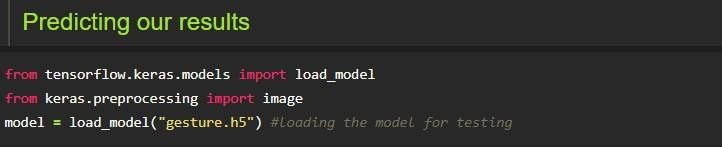 Predicting our results
from tensorflow.keras.models import load_model
from keras.preprocessing import image
model = load_model("gesture.h5") #loading the model for testing